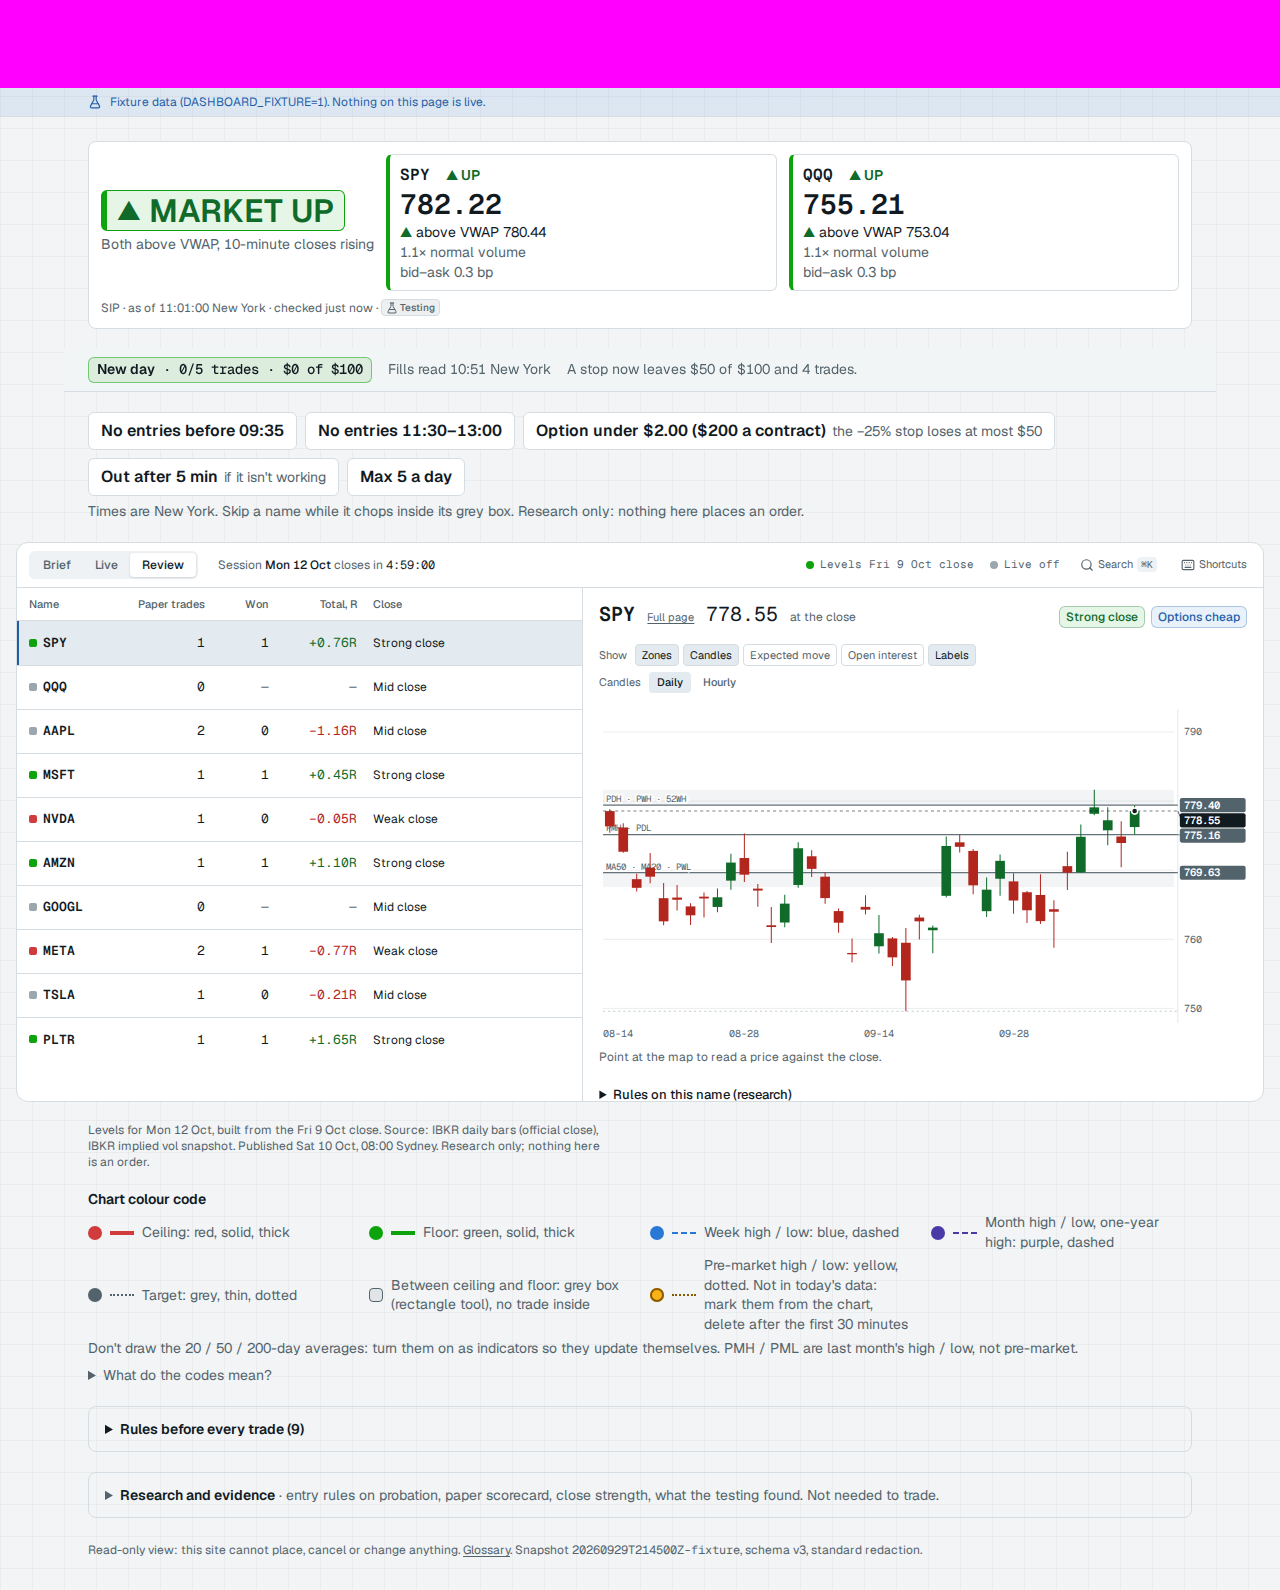 Fixture data (DASHBOARD_FIXTURE=1). Nothing on this page is live.
▲ MARKET UP
Both above VWAP, 10-minute closes rising
SPY ▲ UP
782.22
▲ above VWAP 780.44
1.1× normal volume
bid–ask 0.3 bp
QQQ ▲ UP
755.21
▲ above VWAP 753.04
1.1× normal volume
bid–ask 0.3 bp
SIP · as of 11:01:00 New York · checked just now · Testing
New day · 0/5 trades · $0 of $100 Fills read 10:51 New York A stop now leaves $50 of $100 and 4 trades.
No entries before 09:35 No entries 11:30–13:00 Option under $2.00 ($200 a contract) the −25% stop loses at most $50
Out after 5 min if it isn't working Max 5 a day
Times are New York. Skip a name while it chops inside its grey box. Research only: nothing here places an order.
Brief Live Review Session Mon 12 Oct closes in 4:59:00 Levels Fri 9 Oct close Live off Search ⌘K Shortcuts
Name Paper trades Won Total, R Close
SPY 1 1 +0.76R Strong close
QQQ 0 – – Mid close
AAPL 2 0 −1.16R Mid close
MSFT 1 1 +0.45R Strong close
NVDA 1 0 −0.05R Weak close
AMZN 1 1 +1.10R Strong close
GOOGL 0 – – Mid close
META 2 1 −0.77R Weak close
TSLA 1 0 −0.21R Mid close
PLTR 1 1 +1.65R Strong close
SPY Full page 778.55 at the close Strong close Options cheap
Show Zones Candles Expected move Open interest Labels
Candles Daily Hourly
790
PDH · PWH · 52WH
779.40
778.55
· PDL
775.16
MA50 · MA20 · PWL
769.63
760
750
08-14 08-28 09-14 09-28
Point at the map to read a price against the close.
▶ Rules on this name (research)
Levels for Mon 12 Oct, built from the Fri 9 Oct close. Source: IBKR daily bars (official close),
IBKR implied vol snapshot. Published Sat 10 Oct, 08:00 Sydney. Research only; nothing here
is an order.
Chart colour code
Ceiling: red, solid, thick
Floor: green, solid, thick
Week high / low: blue, dashed
Month high / low, one-year
high: purple, dashed
Target: grey, thin, dotted
Between ceiling and floor: grey box
(rectangle tool), no trade inside
Pre-market high / low: yellow,
dotted. Not in today's data:
mark them from the chart,
delete after the first 30 minutes
Don't draw the 20 / 50 / 200-day averages: turn them on as indicators so they update themselves. PMH / PML are last month's high / low, not pre-market.
▶ What do the codes mean?
▶ Rules before every trade (9)
▶ Research and evidence · entry rules on probation, paper scorecard, close strength, what the testing found. Not needed to trade.
Read-only view: this site cannot place, cancel or change anything. Glossary. Snapshot 20260929T214500Z-fixture, schema v3, standard redaction.